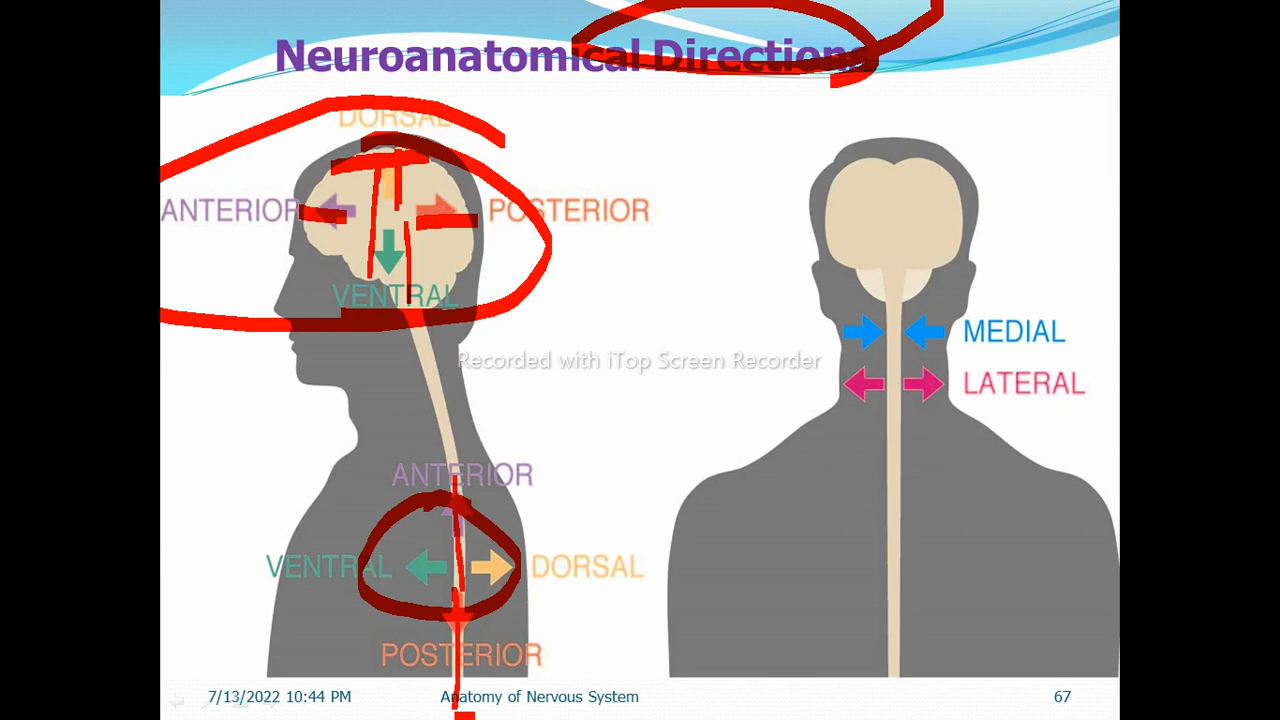 Neuroanatomical Directions
DORSAL
ANTERIOR
POSTERIOR
VENTRAL
MEDIAL
Recorded with iTop Screen Recorder
LATERAL
ANTERIOR
VENTRAL
DORSAL
POSTERIOR
7/13/2022 10:44 PM
Anatomy of Nervous System
67